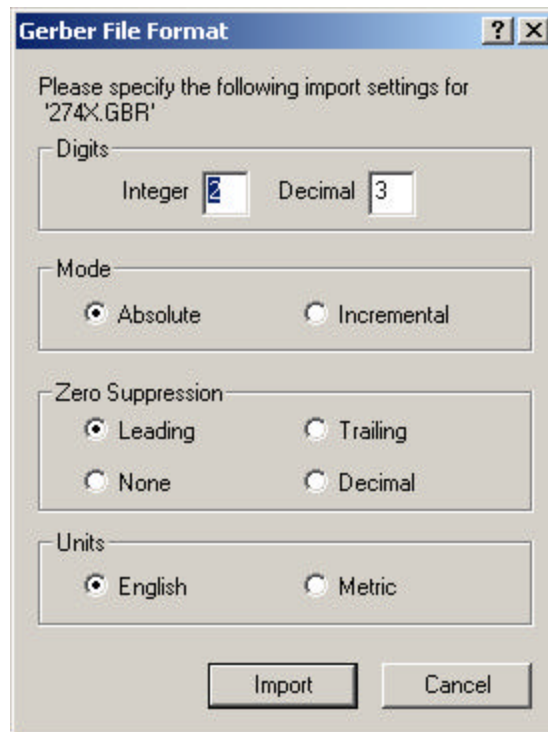 Gerber File Format
Please specify the following import settings for
'274X.GBR'
Digits
Integer 2 Decimal 3
Mode
Absolute Incremental
Zero Suppression
Leading Trailing
None Decimal
Units
English Metric
Import Cancel